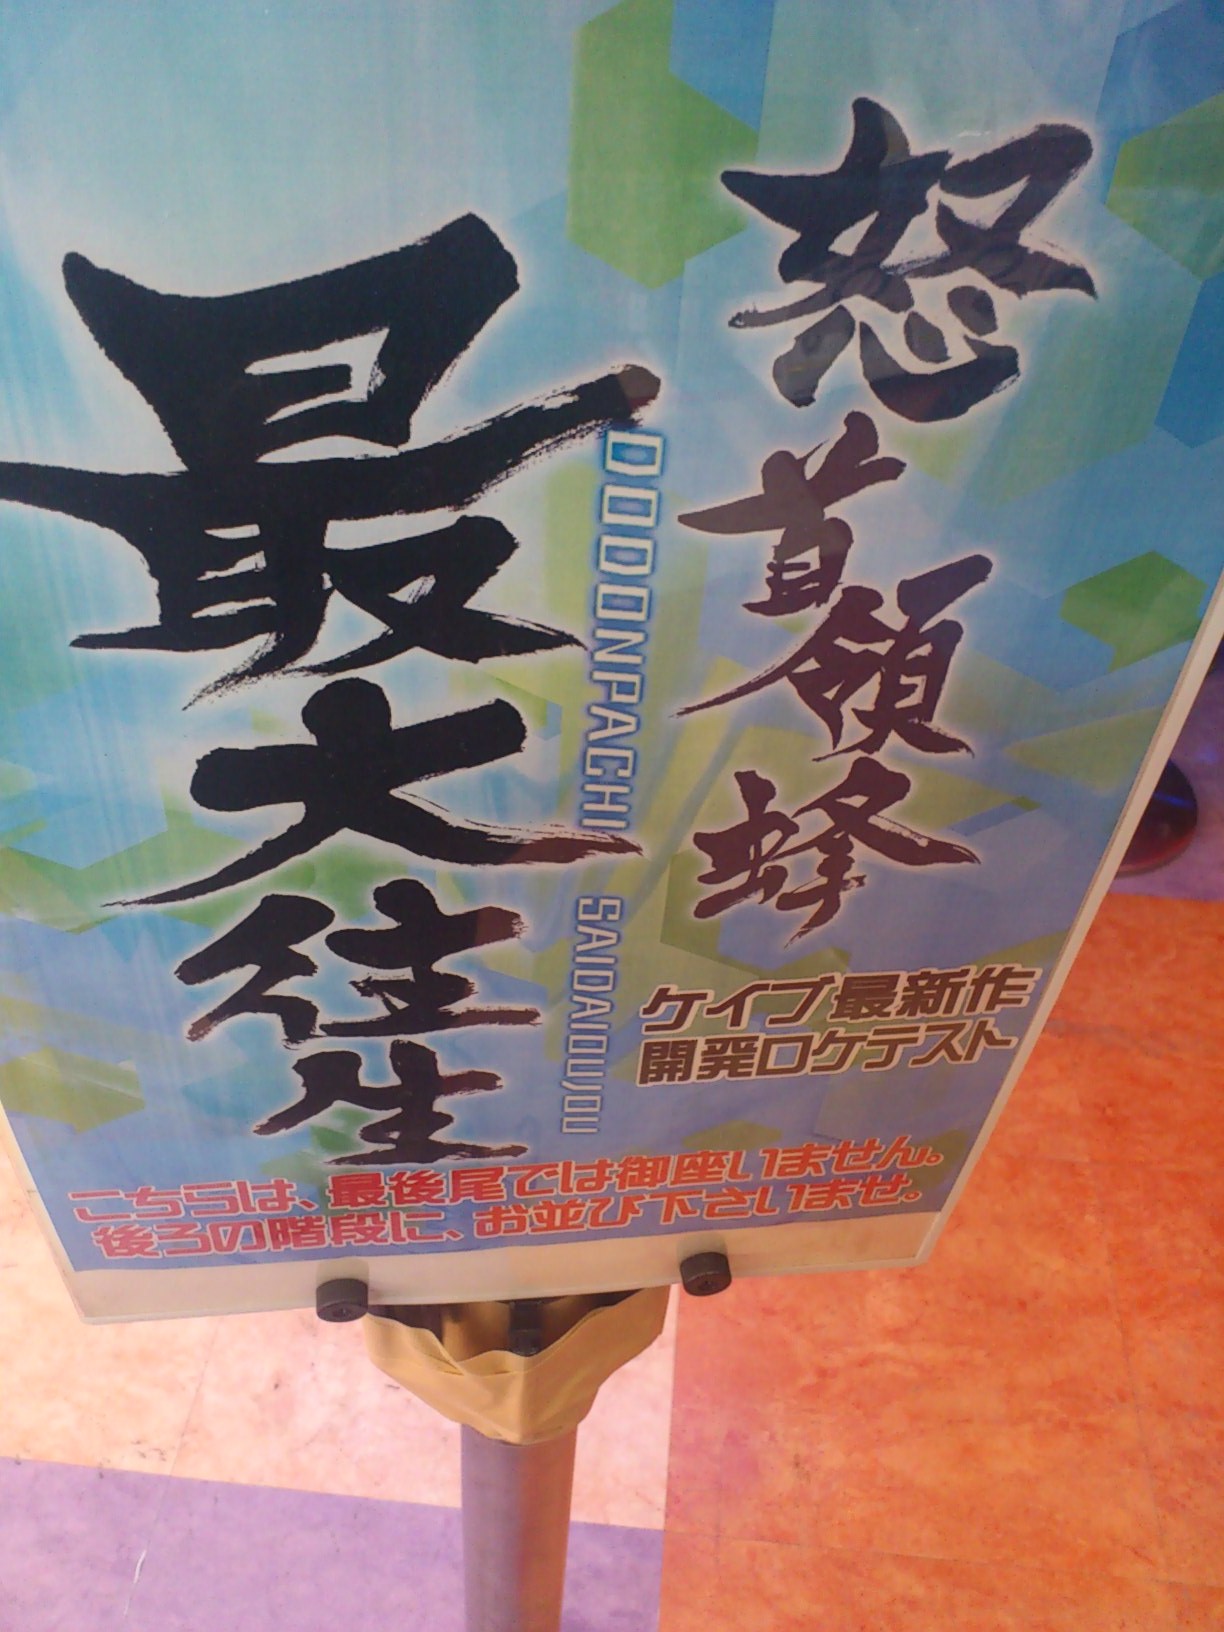 怒首領蜂
最大往生
DODONPACHI SAIDAIOUJOU
ケイブ最新作
開発ロケテスト
こちらは、最後尾では御座いません。
後ろの階段に、お並び下さいませ。